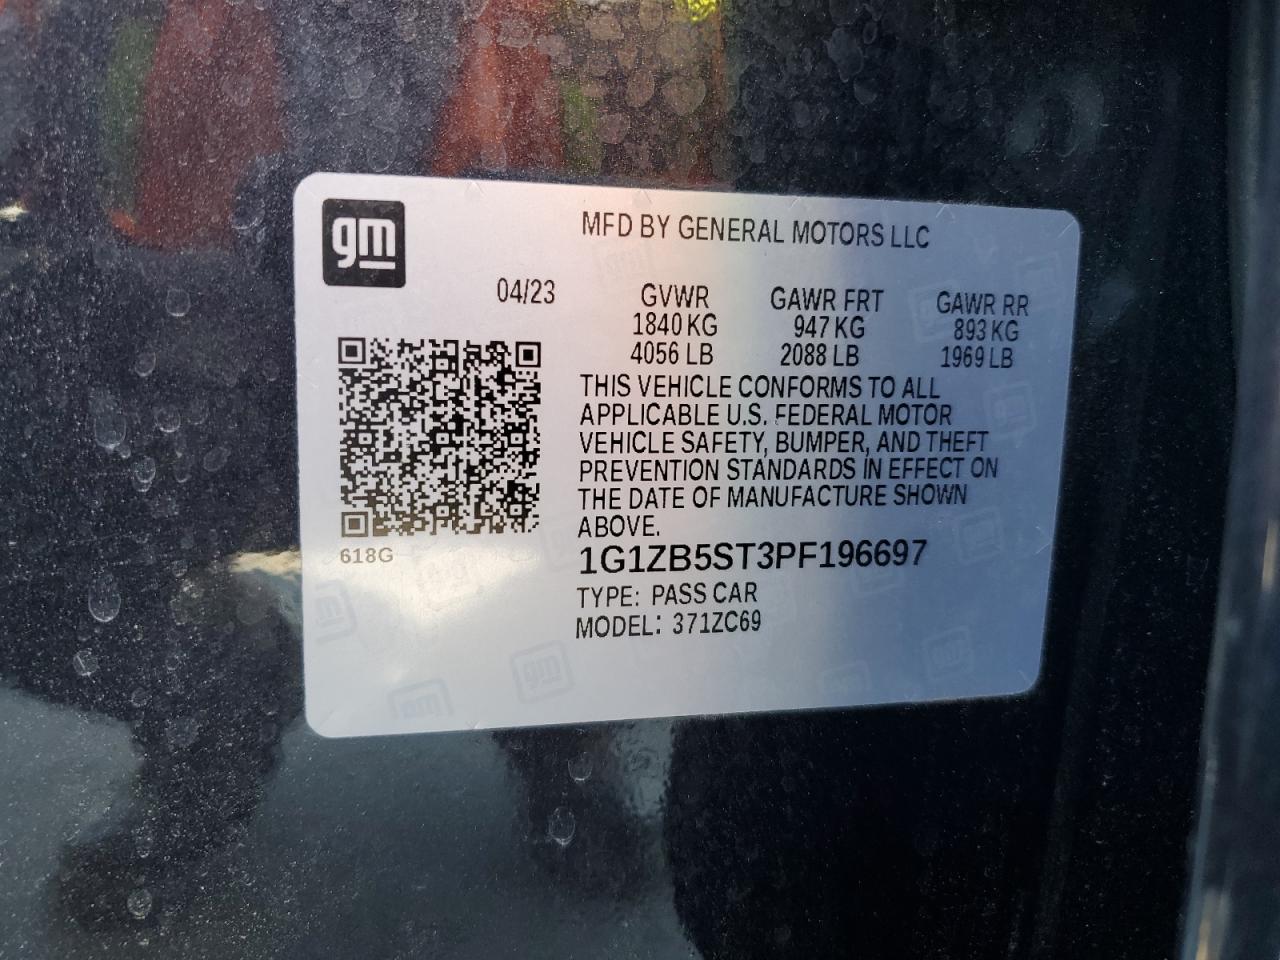 gm
MFD BY GENERAL MOTORS LLC
04/23 GVWR GAWR FRT GAWR RR
1840 KG 947 KG 893 KG
4056 LB 2088 LB 1969 LB
THIS VEHICLE CONFORMS TO ALL
APPLICABLE U.S. FEDERAL MOTOR
VEHICLE SAFETY, BUMPER, AND THEFT
PREVENTION STANDARDS IN EFFECT ON
THE DATE OF MANUFACTURE SHOWN
ABOVE.
618G
1G1ZB5ST3PF196697
TYPE: PASS CAR
MODEL: 371ZC69